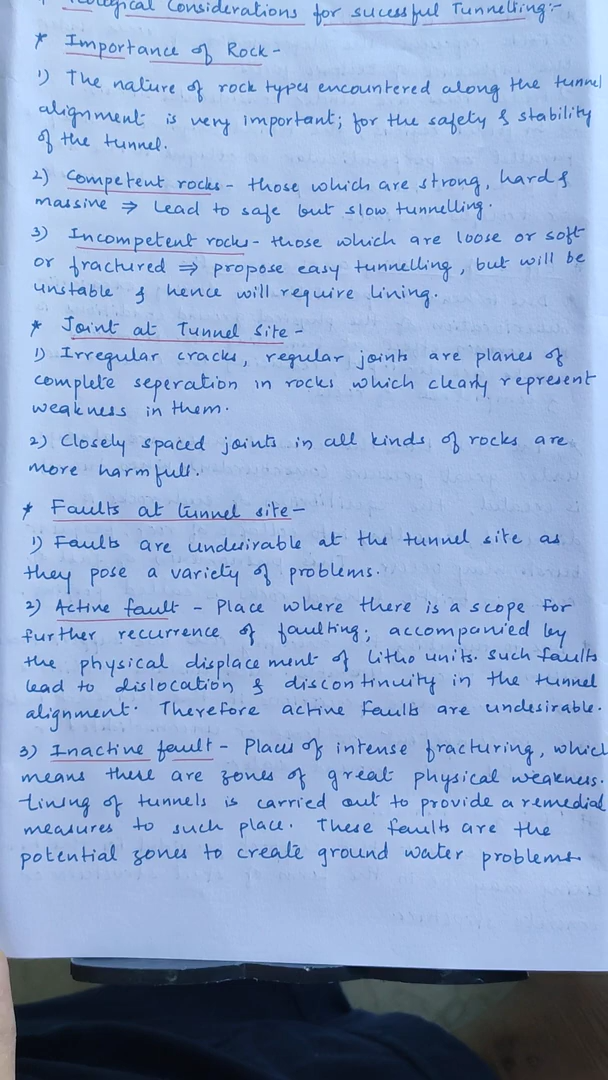 Considerations for sucessful Tunnelling:-
* Importance of Rock -
1) The nature of rock types encountered along the tunnel
alignment is very important; for the safety & stability
of the tunnel.
2) Competent rocks - those which are strong, hard &
massive ⇒ Lead to safe but slow tunnelling.
3) Incompetent rocks - those which are loose or soft
or fractured ⇒ propose easy tunnelling, but will be
unstable & hence will require lining.
* Joint at Tunnel Site -
1) Irregular cracks, regular joints are planes of
complete seperation in rocks which clearly represent
weakness in them.
2) Closely spaced joints in all kinds of rocks are
more harmfull.
* Faults at tunnel site -
1) Faults are undesirable at the tunnel site as
they pose a variety of problems.
2) Active fault - Place where there is a scope for
further recurrence of faulting; accompanied by
the physical displacement of litho units. such faults
lead to dislocation & discontinuity in the tunnel
alignment. Therefore active faults are undesirable.
3) Inactive fault - Places of intense fracturing, which
means there are zones of great physical weakness.
Lining of tunnels is carried out to provide a remedial
measures to such place. These faults are the
potential zones to create ground water problems.